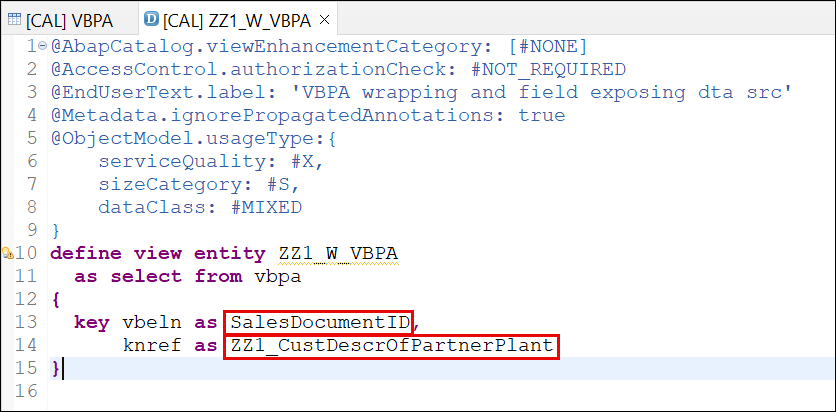 [CAL] VBPA [CAL] ZZ1_W_VBPA
1 @AbapCatalog.viewEnhancementCategory: [#NONE]
2 @AccessControl.authorizationCheck: #NOT_REQUIRED
3 @EndUserText.label: 'VBPA wrapping and field exposing dta src'
4 @Metadata.ignorePropagatedAnnotations: true
5 @ObjectModel.usageType:{
6 serviceQuality: #X,
7 sizeCategory: #S,
8 dataClass: #MIXED
9 }
10 define view entity ZZ1_W_VBPA
11 as select from vbpa
12 {
13 key vbeln as SalesDocumentID,
14 knref as ZZ1_CustDescrOfPartnerPlant
15 }
16